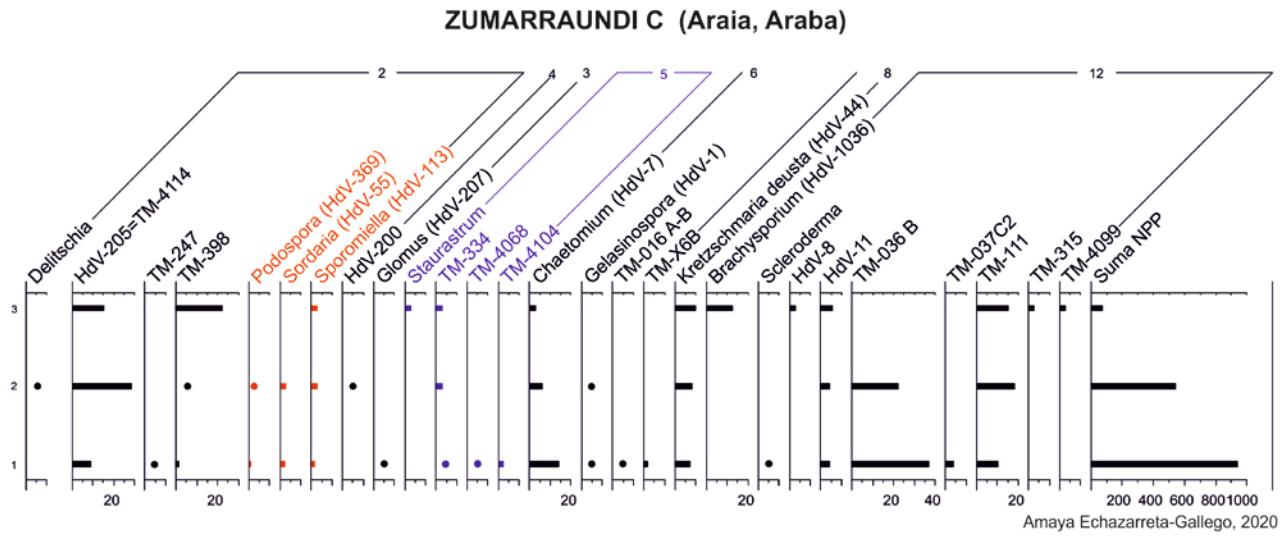 ZUMARRAUNDI C (Araia, Araba)
2
4
3
5
6
8
12
Delitschia
HdV-205=TM-4114
TM-247
TM-398
Podospora (HdV-369)
Sordaria (HdV-55)
Sporomiella (HdV-113)
HdV-200
Glomus (HdV-207)
Staurastrum
TM-334
TM-4068
TM-4104
Chaetomium (HdV-7)
Gelasinospora (HdV-1)
TM-016 A-B
TM-X6B
Kretzschmaria deusta (HdV-44)
Brachysporium (HdV-1036)
Scleroderma
HdV-8
HdV-11
TM-036 B
TM-037C2
TM-111
TM-315
TM-4099
Suma NPP
3
2
1
20 20 20 20 20 40 20 200 400 600 800 1000
Amaya Echazarreta-Gallego, 2020